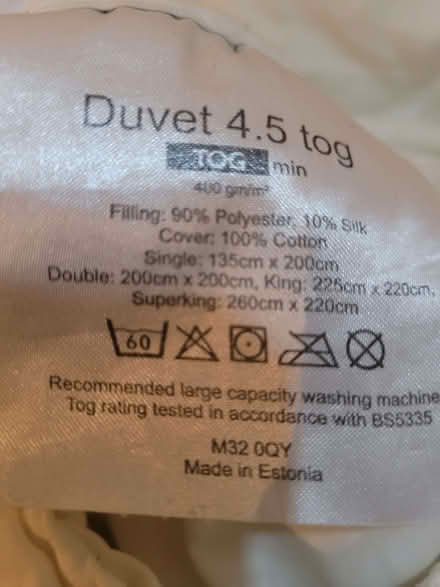 Duvet 4.5 tog
TOG min
400 gm/m²
Filling: 90% Polyester, 10% Silk
Cover: 100% Cotton
Single: 135cm x 200cm
Double: 200cm x 200cm, King: 225cm x 220cm,
Superking: 260cm x 220cm
60
Recommended large capacity washing machine
Tog rating tested in accordance with BS5335
M32 0QY
Made in Estonia